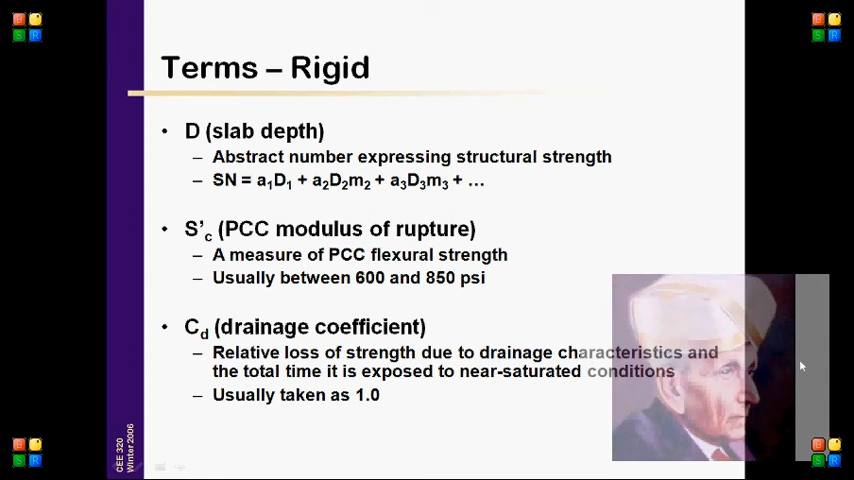 Terms – Rigid
• D (slab depth)
– Abstract number expressing structural strength
– SN = a₁D₁ + a₂D₂m₂ + a₃D₃m₃ + …
• S’c (PCC modulus of rupture)
– A measure of PCC flexural strength
– Usually between 600 and 850 psi
• Cd (drainage coefficient)
– Relative loss of strength due to drainage characteristics and
the total time it is exposed to near-saturated conditions
– Usually taken as 1.0
CEE 320
Winter 2006
B
S R
B
S R
B
S R
B
S R